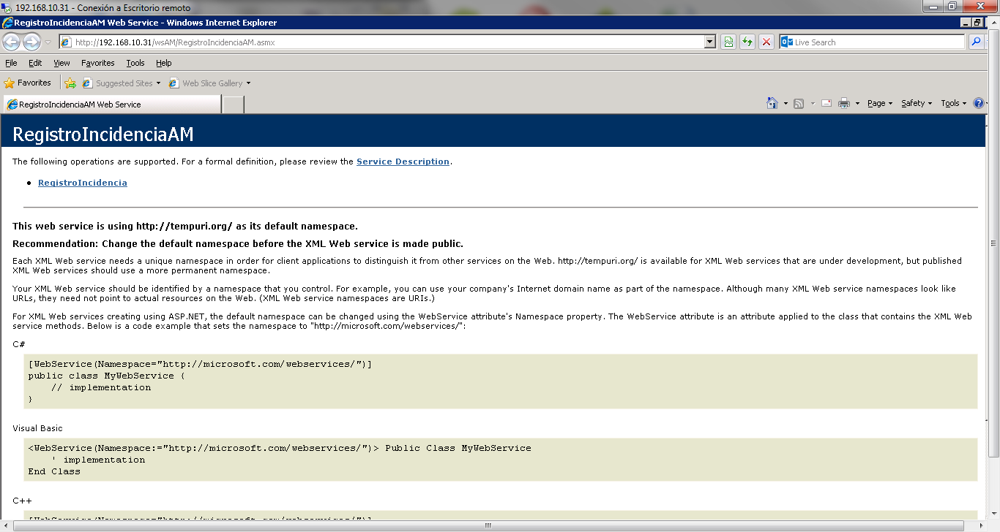 192.168.10.31 - Conexión a Escritorio remoto
RegistroIncidenciaAM Web Service - Windows Internet Explorer
http://192.168.10.31/wsAM/RegistroIncidenciaAM.asmx
Live Search
File Edit View Favorites Tools Help
Favorites Suggested Sites Web Slice Gallery
RegistroIncidenciaAM Web Service Page Safety Tools
RegistroIncidenciaAM
The following operations are supported. For a formal definition, please review the Service Description.
• RegistroIncidencia
This web service is using http://tempuri.org/ as its default namespace.
Recommendation: Change the default namespace before the XML Web service is made public.
Each XML Web service needs a unique namespace in order for client applications to distinguish it from other services on the Web. http://tempuri.org/ is available for XML Web services that are under development, but published
XML Web services should use a more permanent namespace.
Your XML Web service should be identified by a namespace that you control. For example, you can use your company's Internet domain name as part of the namespace. Although many XML Web service namespaces look like
URLs, they need not point to actual resources on the Web. (XML Web service namespaces are URIs.)
For XML Web services creating using ASP.NET, the default namespace can be changed using the WebService attribute's Namespace property. The WebService attribute is an attribute applied to the class that contains the XML Web
service methods. Below is a code example that sets the namespace to "http://microsoft.com/webservices/":
C#
[WebService(Namespace="http://microsoft.com/webservices/")]
public class MyWebService {
    // implementation
}
Visual Basic
<WebService(Namespace:="http://microsoft.com/webservices/")> Public Class MyWebService
    ' implementation
End Class
C++
[WebService(Namespace="http://microsoft.com/webservices/")]